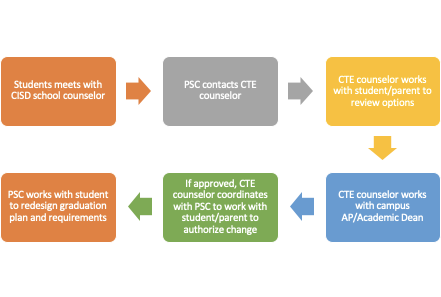 Students meets with
CISD school counselor
PSC contacts CTE
counselor
CTE counselor works
with student/parent to
review options
CTE counselor works
with campus
AP/Academic Dean
If approved, CTE
counselor coordinates
with PSC to work with
student/parent to
authorize change
PSC works with student
to redesign graduation
plan and requirements